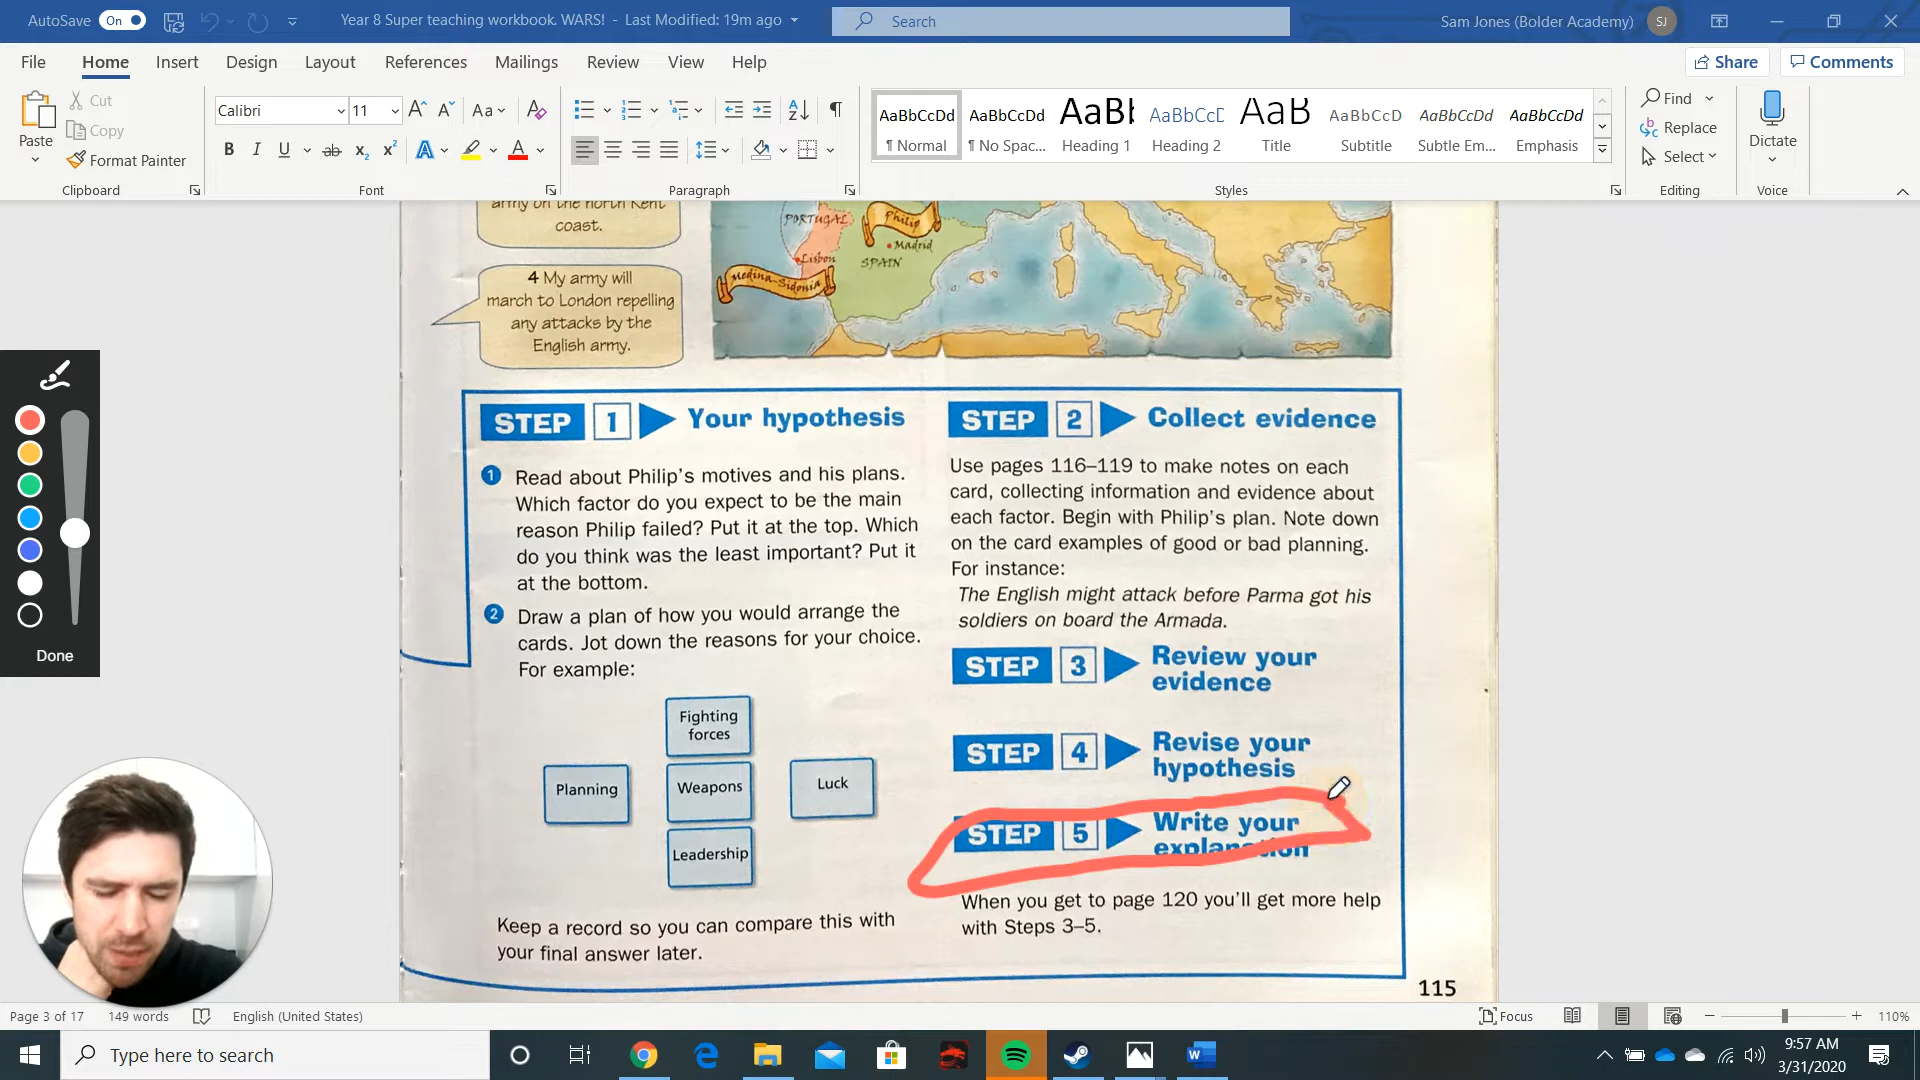 AutoSave On
Year 8 Super teaching workbook. WARS! - Last Modified: 19m ago
Search
Sam Jones (Bolder Academy) SJ
File Home Insert Design Layout References Mailings Review View Help
Share Comments
Paste
Cut
Copy
Format Painter
Clipboard
Calibri 11
Font
Paragraph
AaBbCcDd AaBbCcDd AaBb AaBbCcD AaB AaBbCcD AaBbCcDd AaBbCcDd
¶ Normal ¶ No Spac... Heading 1 Heading 2 Title Subtitle Subtle Em... Emphasis
Styles
Find
Replace
Select
Editing
Dictate
Voice
army on the north Kent
coast.
4 My army will
march to London repelling
any attacks by the
English army.
PORTUGAL
Philip
Madrid
Lisbon
SPAIN
Medina-Sidonia
Done
STEP 1 Your hypothesis
1 Read about Philip's motives and his plans.
Which factor do you expect to be the main
reason Philip failed? Put it at the top. Which
do you think was the least important? Put it
at the bottom.
2 Draw a plan of how you would arrange the
cards. Jot down the reasons for your choice.
For example:
Fighting
forces
Planning
Weapons
Luck
Leadership
Keep a record so you can compare this with
your final answer later.
STEP 2 Collect evidence
Use pages 116–119 to make notes on each
card, collecting information and evidence about
each factor. Begin with Philip's plan. Note down
on the card examples of good or bad planning.
For instance:
The English might attack before Parma got his
soldiers on board the Armada.
STEP 3 Review your
evidence
STEP 4 Revise your
hypothesis
STEP 5 Write your
explanation
When you get to page 120 you'll get more help
with Steps 3–5.
115
Page 3 of 17 149 words English (United States)
Focus 110%
Type here to search
9:57 AM
3/31/2020